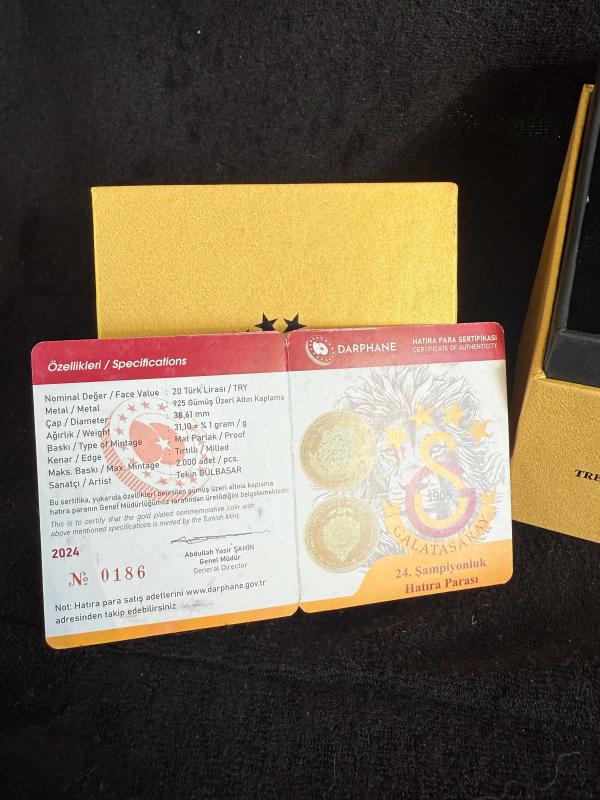 Özellikleri / Specifications
Nominal Değer / Face Value : 20 Türk Lirası / TRY
Metal / Metal : 925 Gümüş Üzeri Altın Kaplama
Çap / Diameter : 38,61 mm
Ağırlık / Weight : 31,10 ± % 1 gram / g
Baskı / Type of Mintage : Mat Parlak / Proof
Kenar / Edge : Tırtıllı / Milled
Maks. Baskı / Max. Mintage : 2.000 adet / pcs.
Sanatçı / Artist : Tekin GÜLBASAR
Bu sertifika, yukarıda özellikleri belirtilen gümüş üzeri altın kaplama
hatıra paranın Genel Müdürlüğümüz tarafından üretildiğini belgelemektedir.
This is to certify that the gold plated commemorative coin with
above mentioned specifications is minted by the Turkish Mint.
2024
Abdullah Yasir ŞAHİN
Genel Müdür
General Director
№ 0186
Not: Hatıra para satış adetlerini www.darphane.gov.tr
adresinden takip edebilirsiniz
DARPHANE
HATIRA PARA SERTİFİKASI
CERTIFICATE OF AUTHENTICITY
1905
GALATASARAY
24. Şampiyonluk
Hatıra Parası
TRE